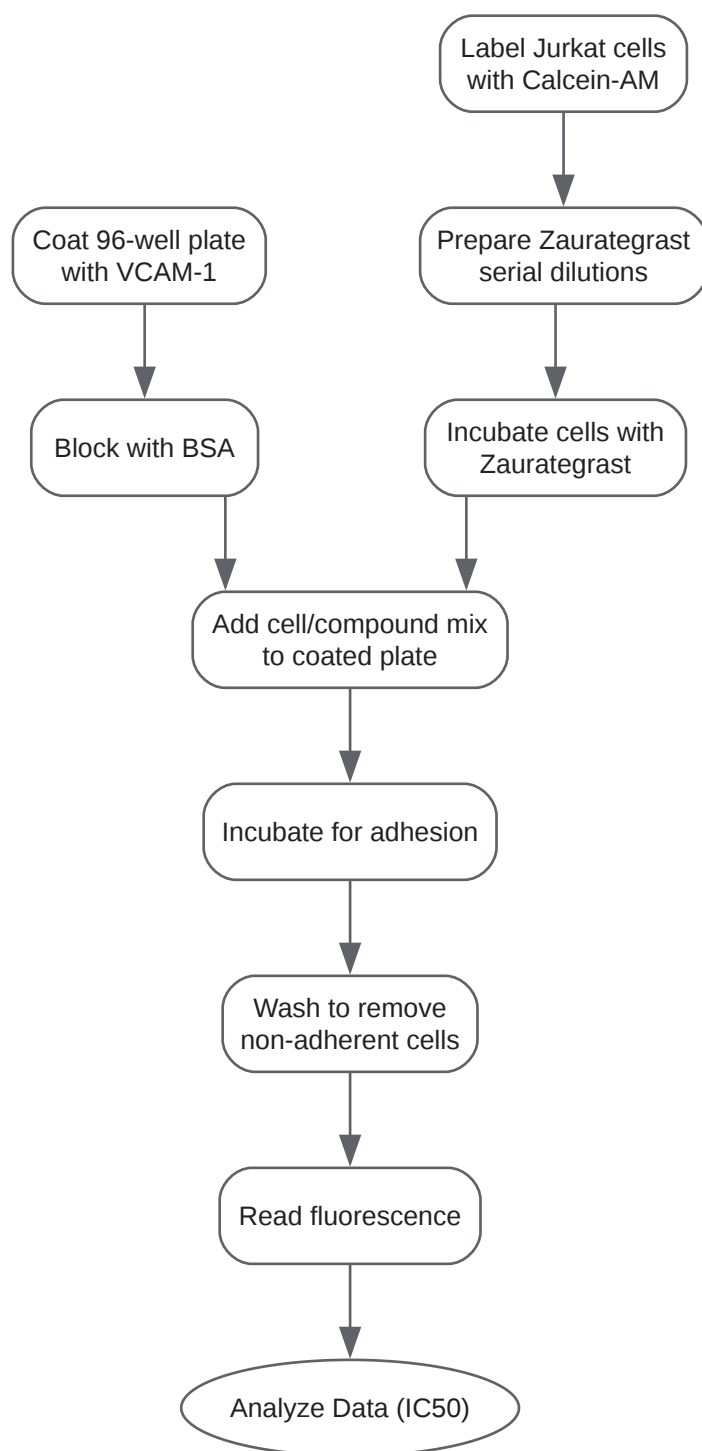 Label Jurkat cells
with Calcein-AM
Coat 96-well plate
with VCAM-1
Prepare Zaurategrast
serial dilutions
Block with BSA
Incubate cells with
Zaurategrast
Add cell/compound mix
to coated plate
Incubate for adhesion
Wash to remove
non-adherent cells
Read fluorescence
Analyze Data (IC50)